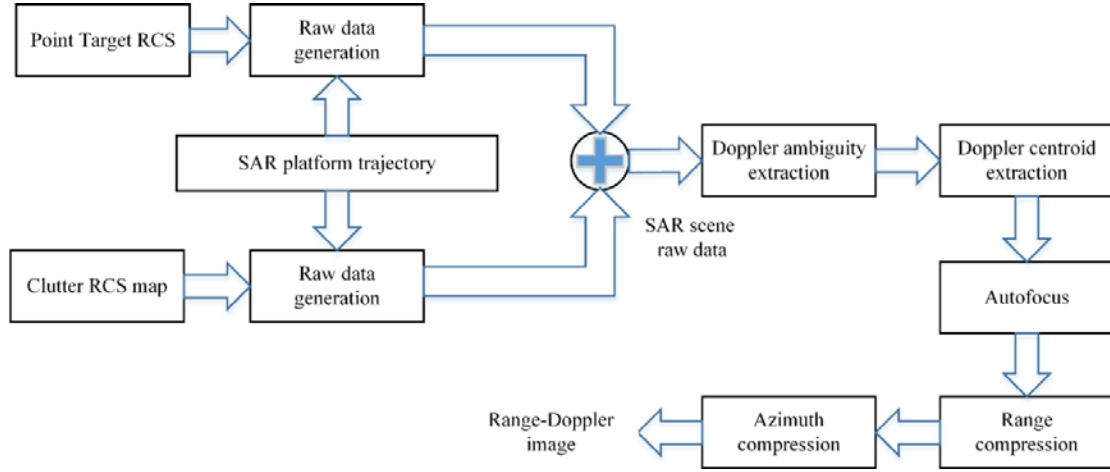 Point Target RCS
Raw data
generation
SAR platform trajectory
Clutter RCS map
Raw data
generation
SAR scene
raw data
Doppler ambiguity
extraction
Doppler centroid
extraction
Autofocus
Range
compression
Azimuth
compression
Range-Doppler
image